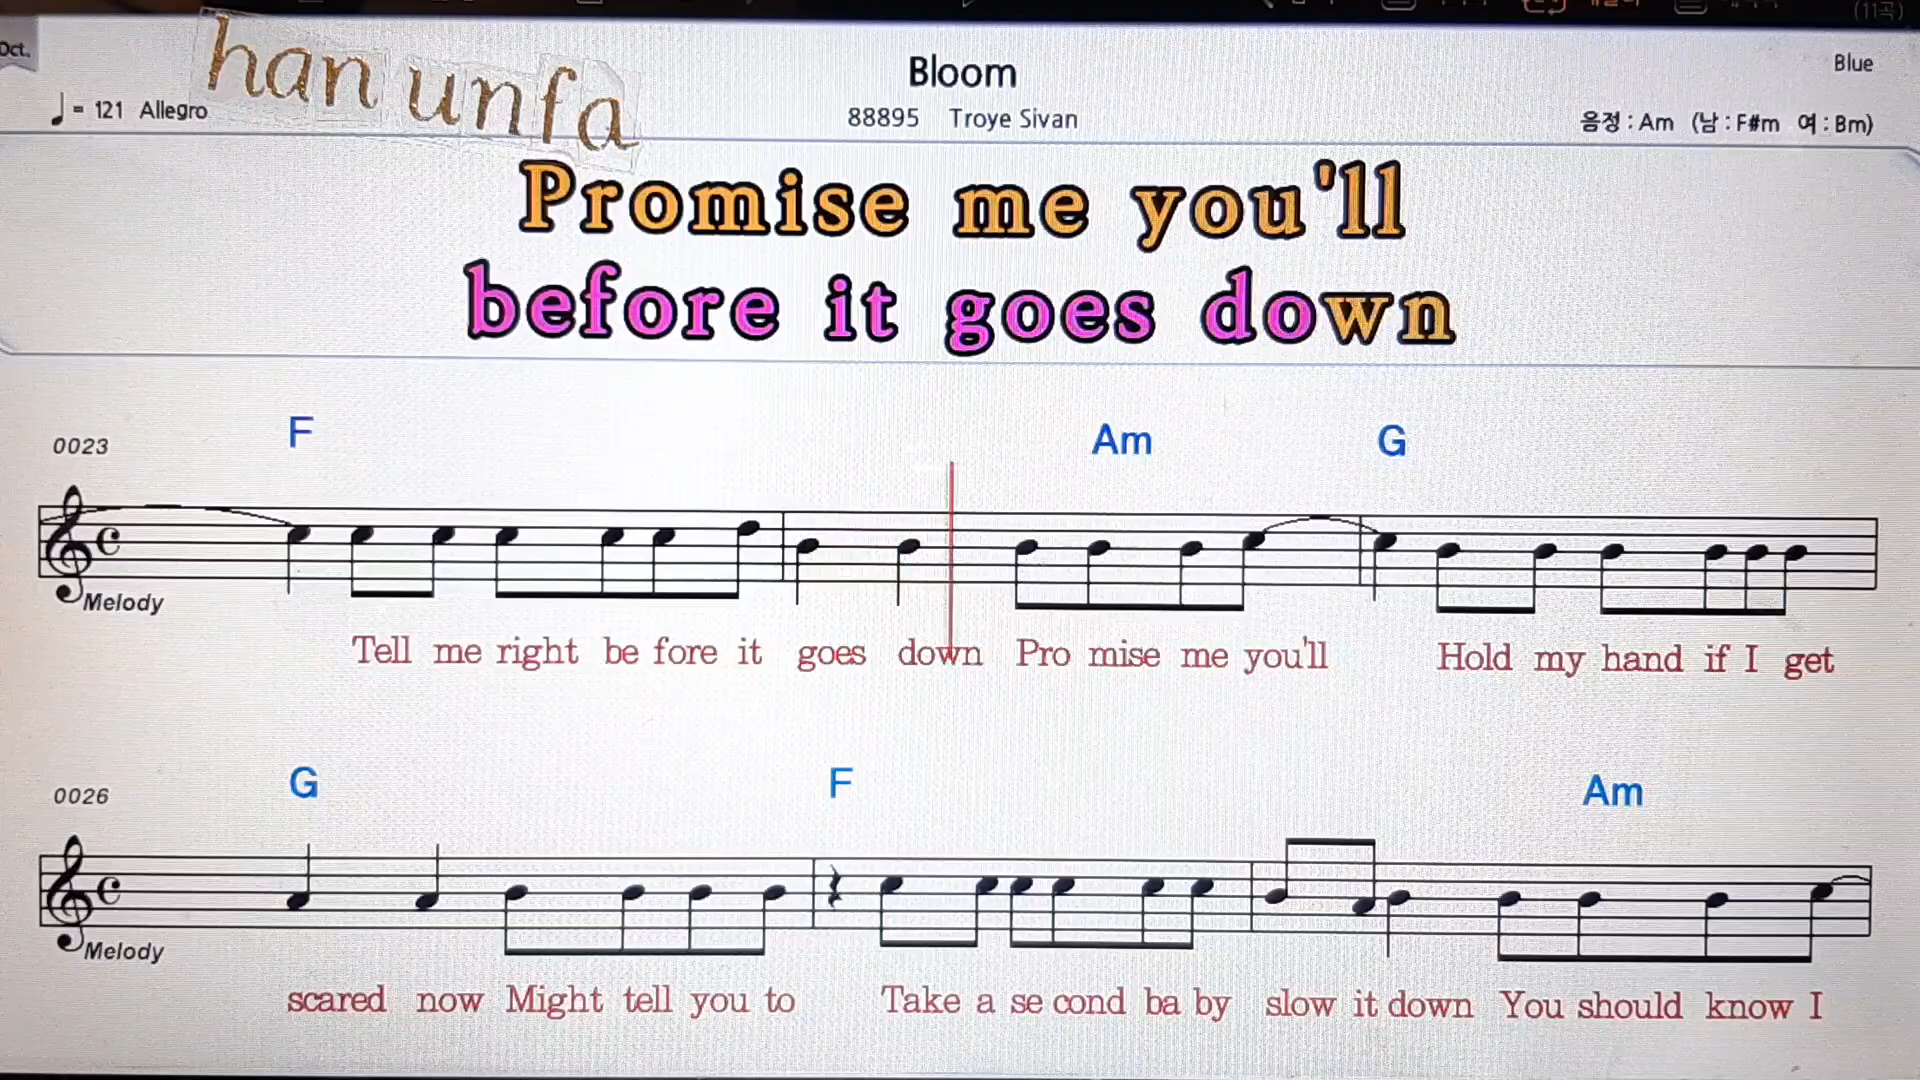 (11곡)
Oct.
han unfa
Bloom
Blue
♩= 121 Allegro
88895 Troye Sivan
음정 : Am (남 : F#m 여 : Bm)
Promise me you'll
before it goes down
F Am G
0023
Melody
Tell me right be fore it goes down Pro mise me you'll Hold my hand if I get
G F Am
0026
Melody
scared now Might tell you to Take a se cond ba by slow it down You should know I